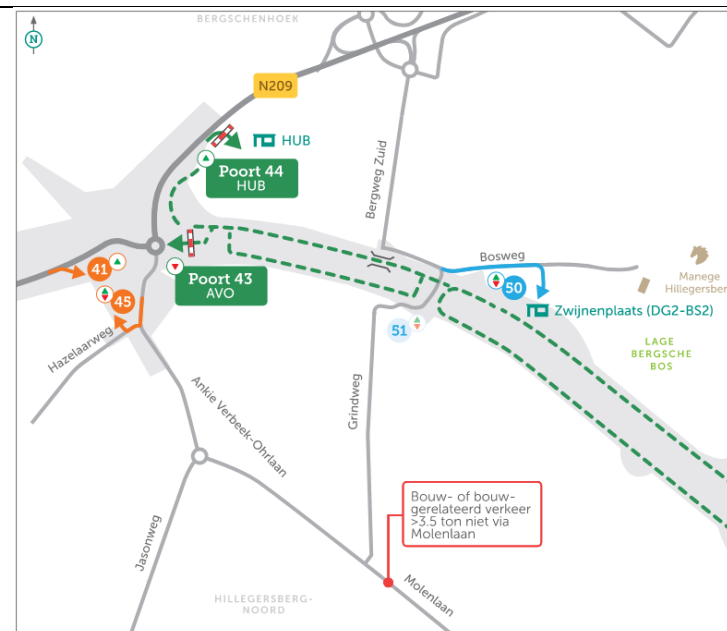 BERGSCHENHOEK
N
N209
HUB
Poort 44
HUB
Bergweg Zuid
Poort 43
AVO
41
45
Bosweg
50
Manege
Hillegersber
Zwijnenplaats (DG2-BS2)
51
LAGE
BERGSCHE
BOS
Hazelaarweg
Ankie Verbeek-Ohrlaan
Grindweg
Jasonweg
Bouw- of bouw-
gerelateerd verkeer
>3.5 ton niet via
Molenlaan
Molenlaan
HILLEGERSBERG-
NOORD